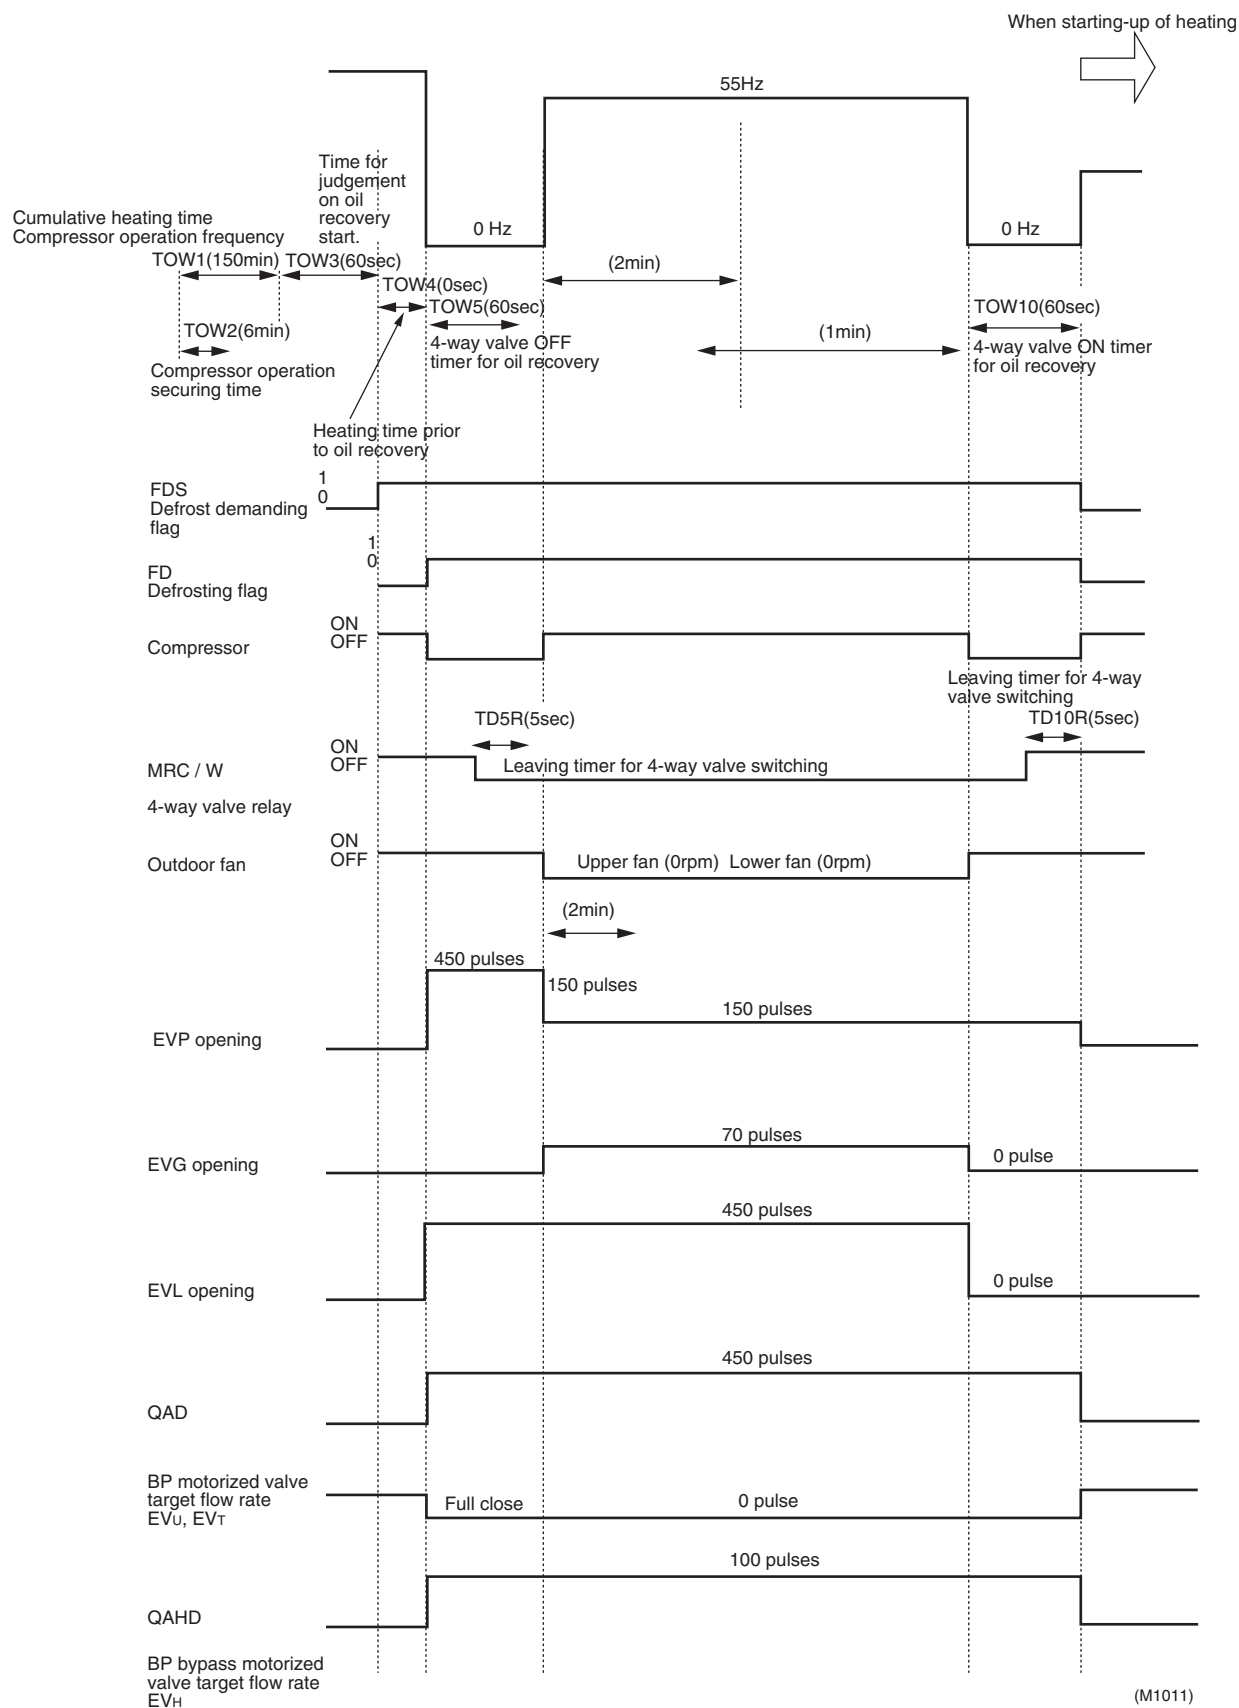 When starting-up of heating
55Hz
Time for
judgement
on oil
recovery
start.
Cumulative heating time
Compressor operation frequency
0 Hz
0 Hz
TOW1(150min)
TOW3(60sec)
(2min)
TOW4(0sec)
TOW5(60sec)
TOW10(60sec)
TOW2(6min)
4-way valve OFF
timer for oil recovery
(1min)
4-way valve ON timer
for oil recovery
Compressor operation
securing time
Heating time prior
to oil recovery
1
0
FDS
Defrost demanding
flag
1
0
FD
Defrosting flag
ON
OFF
Compressor
Leaving timer for 4-way
valve switching
TD5R(5sec)
TD10R(5sec)
ON
OFF
MRC / W
Leaving timer for 4-way valve switching
4-way valve relay
ON
OFF
Outdoor fan
Upper fan (0rpm) Lower fan (0rpm)
(2min)
450 pulses
150 pulses
150 pulses
EVP opening
70 pulses
EVG opening
0 pulse
450 pulses
EVL opening
0 pulse
450 pulses
QAD
BP motorized valve
target flow rate
EVU, EVT
Full close
0 pulse
100 pulses
QAHD
BP bypass motorized
valve target flow rate
EVH
(M1011)